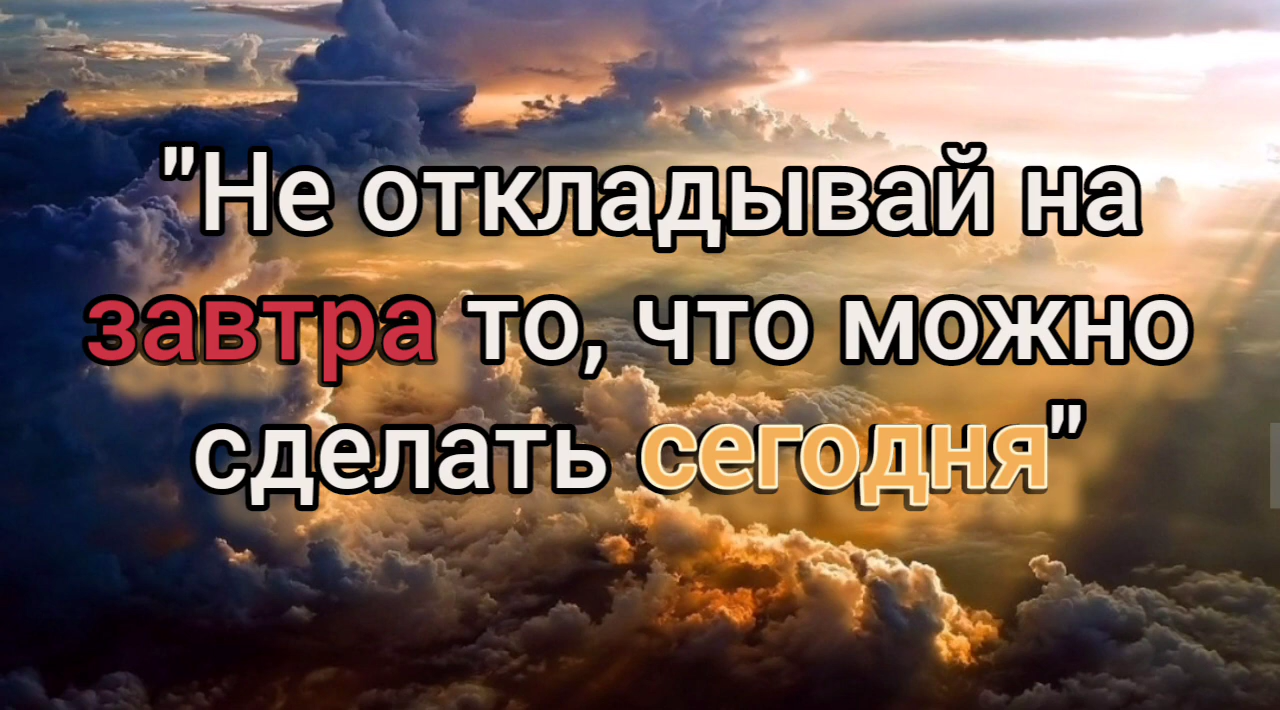 "Не откладывай на
завтра то, что можно
сделать сегодня"